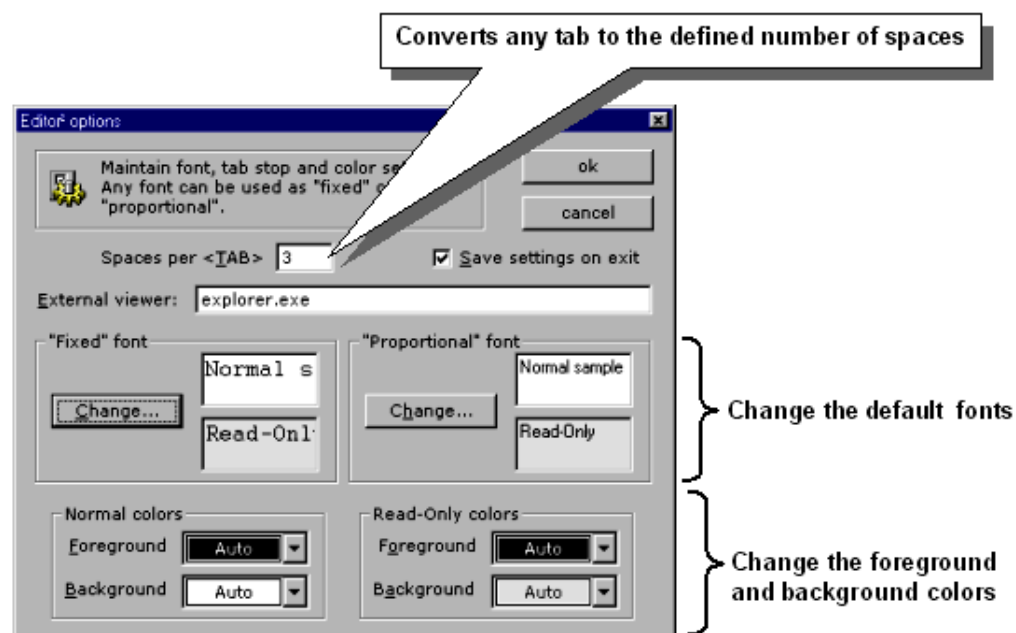 Converts any tab to the defined number of spaces
Editor² options
Maintain font, tab stop and color se
Any font can be used as "fixed"
"proportional".
ok
cancel
Spaces per <TAB> 3
Save settings on exit
External viewer: explorer.exe
"Fixed" font
Normal s
Change...
Read-Onl
"Proportional" font
Normal sample
Change...
Read-Only
Change the default fonts
Normal colors
Foreground Auto
Background Auto
Read-Only colors
Foreground Auto
Background Auto
Change the foreground
and background colors